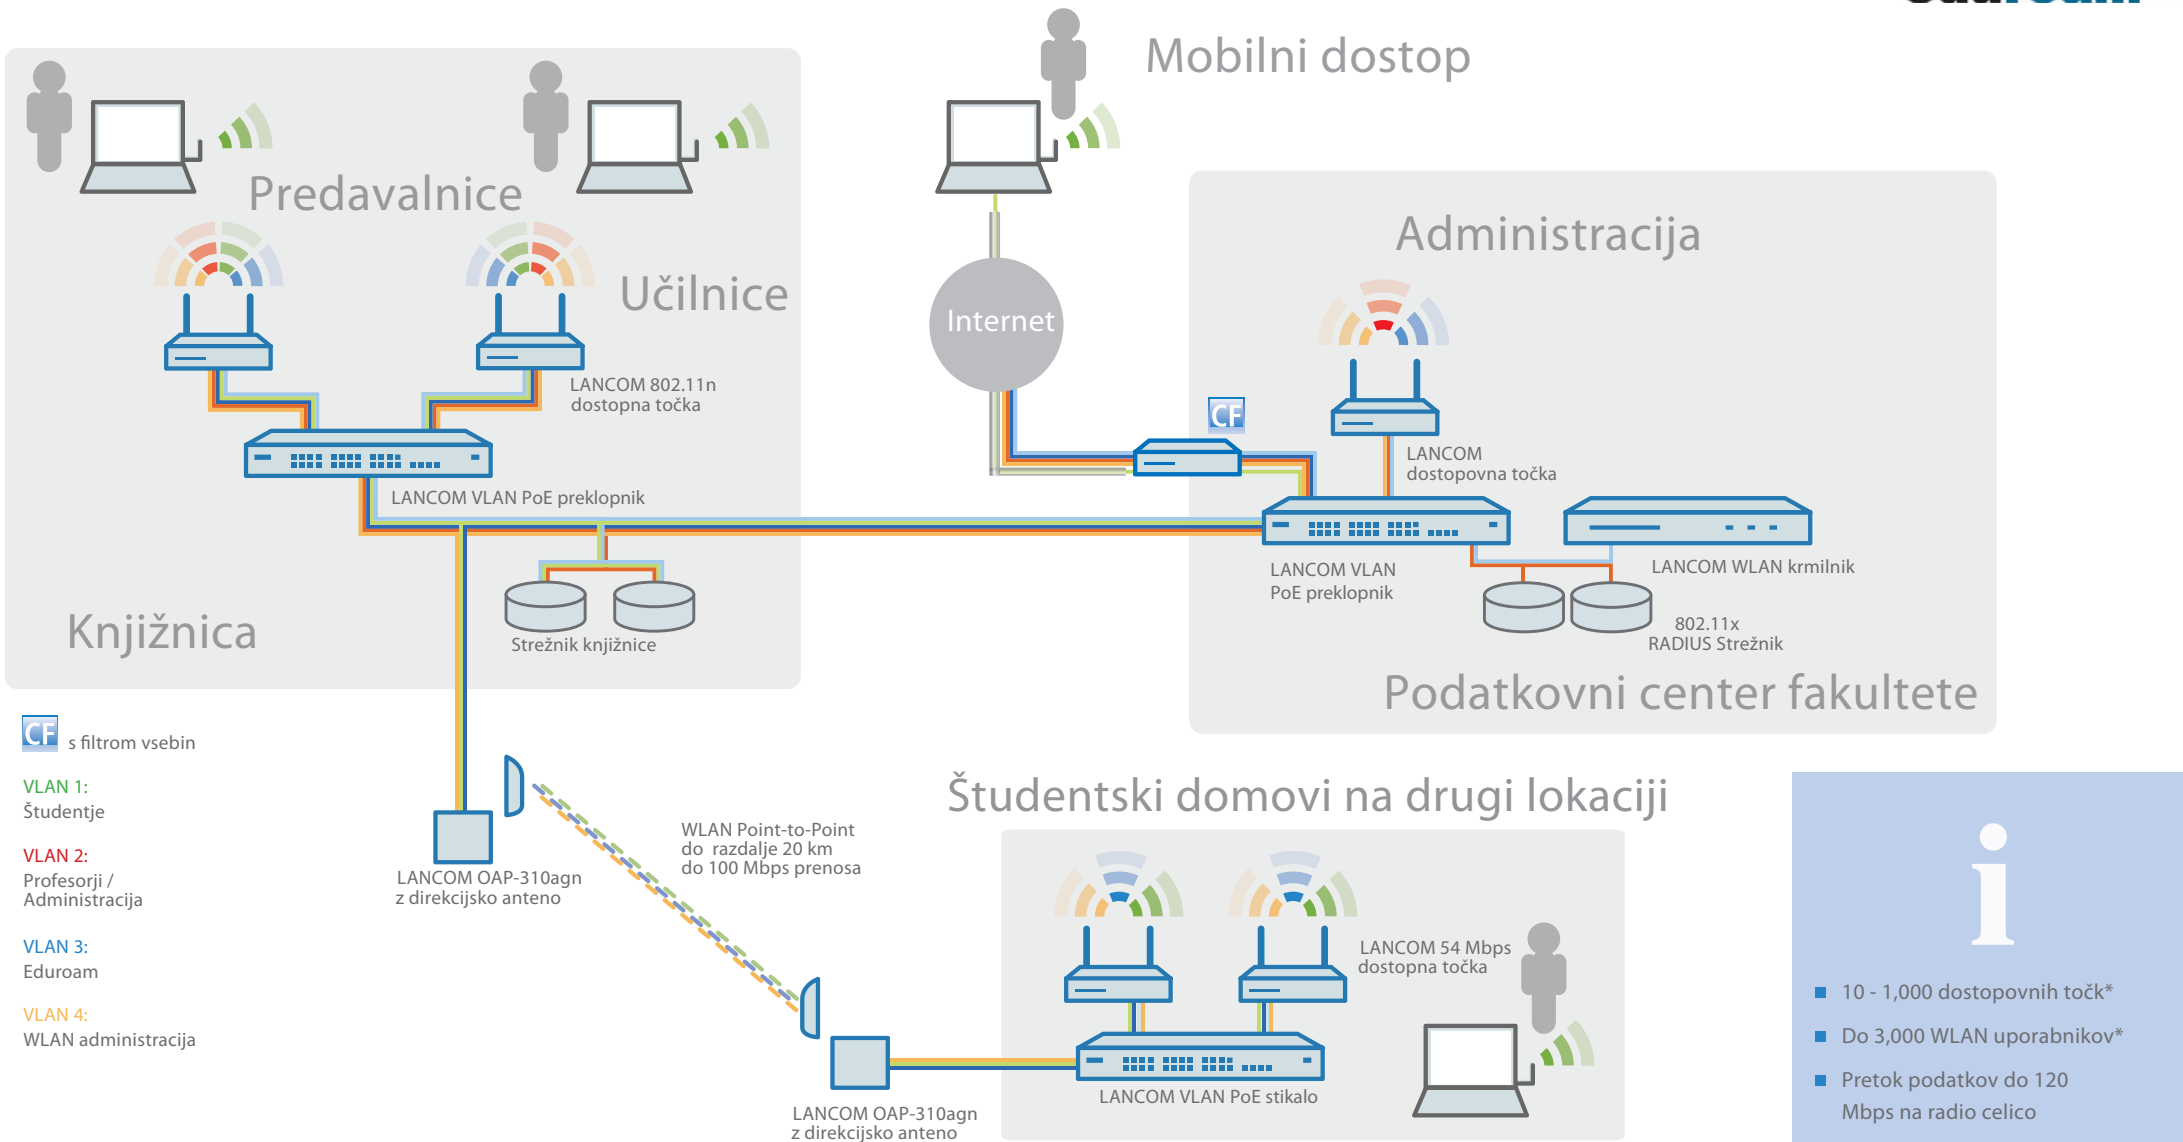 Mobilni dostop
Predavalnice
Učilnice
Administracija
Internet
CF
LANCOM 802.11n
dostopna točka
LANCOM
dostopovna točka
LANCOM VLAN PoE preklopnik
LANCOM VLAN
PoE preklopnik
LANCOM WLAN krmilnik
802.11x
RADIUS Strežnik
Strežnik knjižnice
Knjižnica
Podatkovni center fakultete
CF s filtrom vsebin
VLAN 1:
Študentje
VLAN 2:
Profesorji /
Administracija
VLAN 3:
Eduroam
VLAN 4:
WLAN administracija
LANCOM OAP-310agn
z direkcijsko anteno
WLAN Point-to-Point
do razdalje 20 km
do 100 Mbps prenosa
LANCOM OAP-310agn
z direkcijsko anteno
Študentski domovi na drugi lokaciji
LANCOM 54 Mbps
dostopna točka
LANCOM VLAN PoE stikalo
i
10 - 1,000 dostopovnih točk*
Do 3,000 WLAN uporabnikov*
Pretok podatkov do 120
Mbps na radio celico